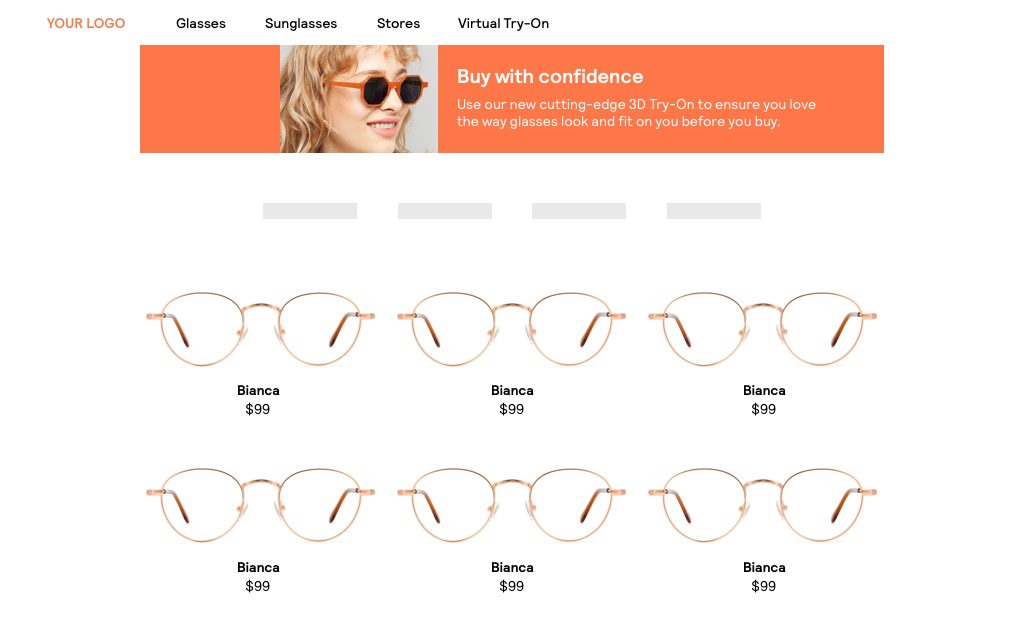 YOUR LOGO Glasses Sunglasses Stores Virtual Try-On
Buy with confidence
Use our new cutting-edge 3D Try-On to ensure you love
the way glasses look and fit on you before you buy.
Bianca Bianca Bianca
$99 $99 $99
Bianca Bianca Bianca
$99 $99 $99